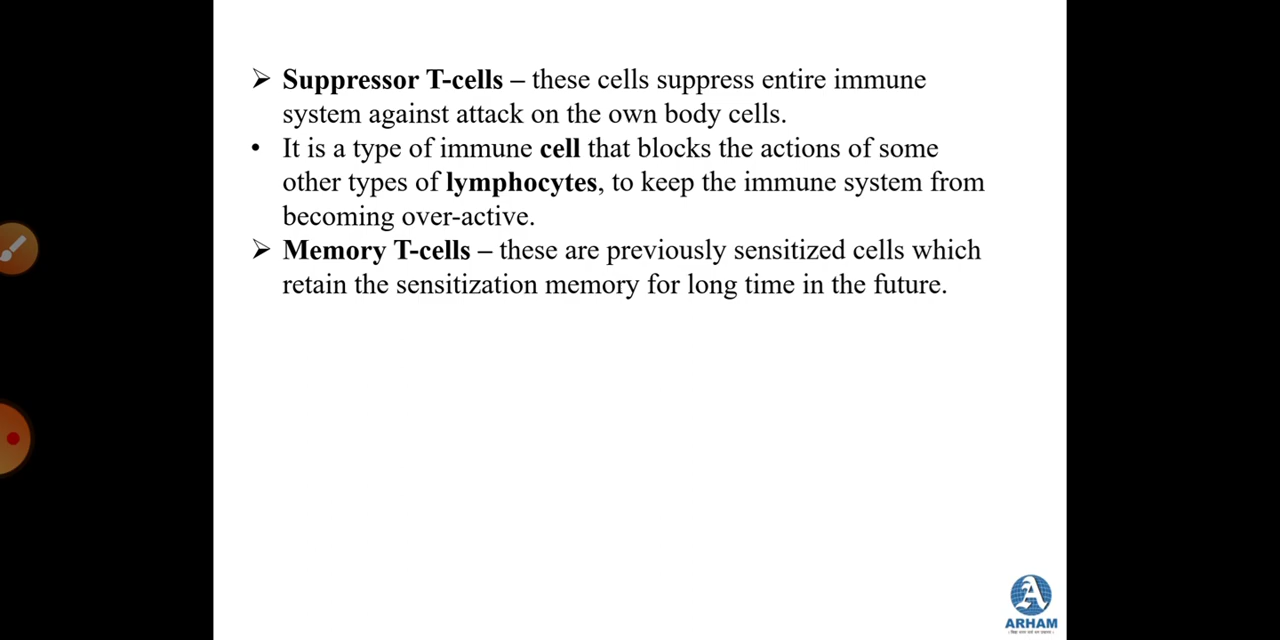 ➢ Suppressor T-cells – these cells suppress entire immune
system against attack on the own body cells.
• It is a type of immune cell that blocks the actions of some
other types of lymphocytes, to keep the immune system from
becoming over-active.
➢ Memory T-cells – these are previously sensitized cells which
retain the sensitization memory for long time in the future.
ARHAM